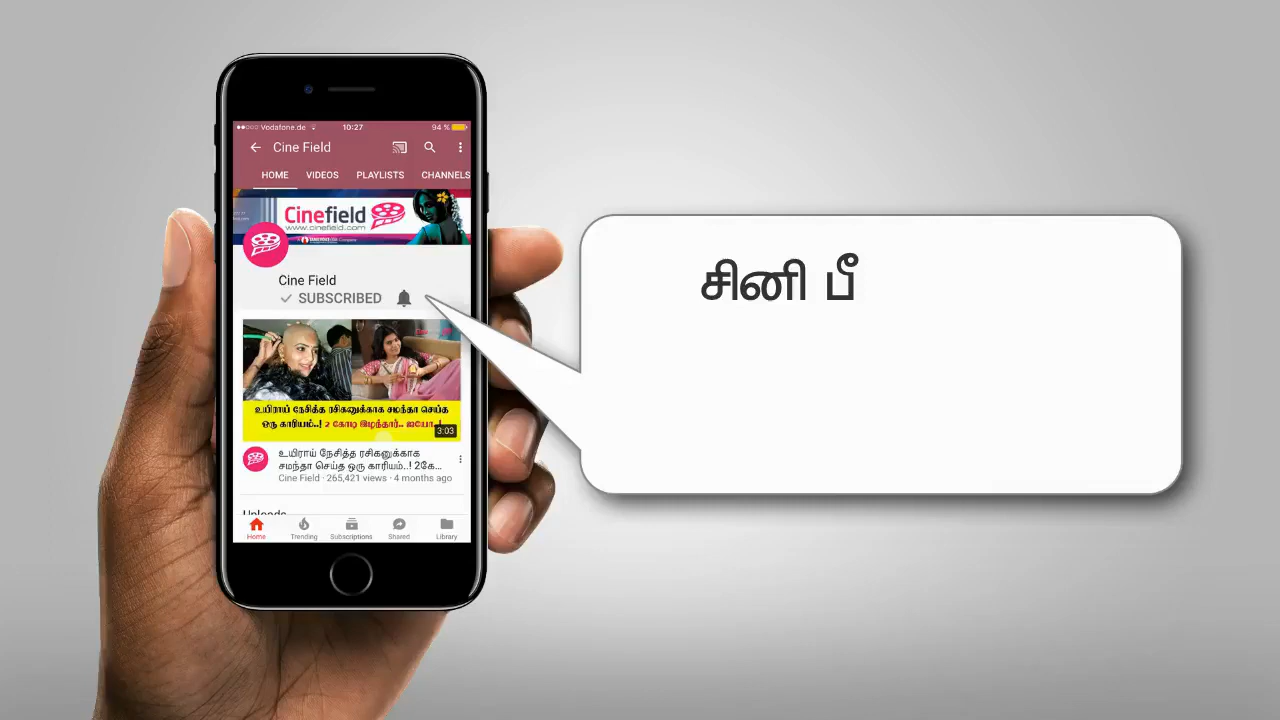 Vodafone.de
10:27
94 %
Cine Field
HOME VIDEOS PLAYLISTS CHANNELS
Cinefield
www.cinefield.com
Cine Field
SUBSCRIBED
உயிராய் நேசித்த ரசிகனுக்காக சமந்தா செய்த
ஒரு காரியம்..! 2 கோடி இழந்தார்.. ஐயோ..!
3:03
உயிராய் நேசித்த ரசிகனுக்காக
சமந்தா செய்த ஒரு காரியம்..! 2கே...
Cine Field · 265,421 views · 4 months ago
Uploads
Home Trending Subscriptions Shared Library
சினி பீ